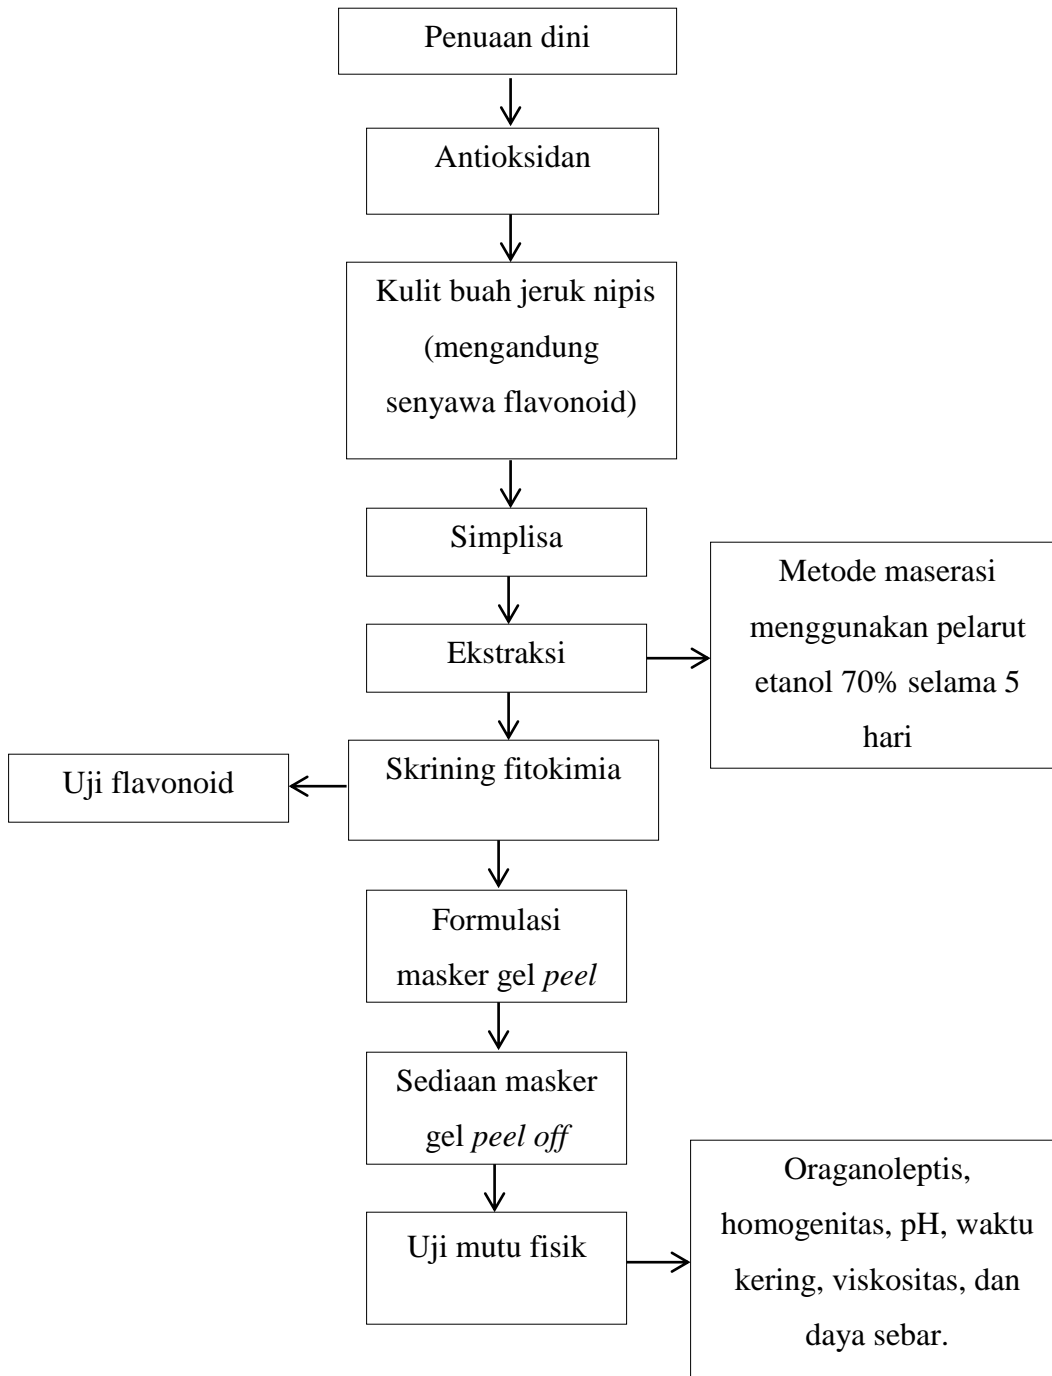 Penuaan dini
Antioksidan
Kulit buah jeruk nipis
(mengandung
senyawa flavonoid)
Simplisa
Ekstraksi
Metode maserasi
menggunakan pelarut
etanol 70% selama 5
hari
Skrining fitokimia
Uji flavonoid
Formulasi
masker gel peel
Sediaan masker
gel peel off
Uji mutu fisik
Oraganoleptis,
homogenitas, pH, waktu
kering, viskositas, dan
daya sebar.